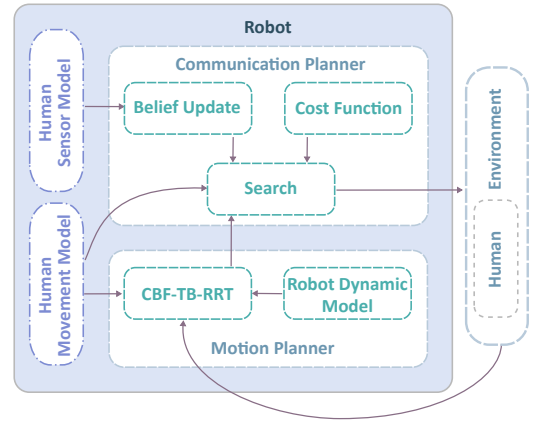 Robot
Human
Sensor Model
Communication Planner
Belief Update
Cost Function
Search
Human
Movement Model
CBF-TB-RRT
Robot Dynamic
Model
Motion Planner
Environment
Human